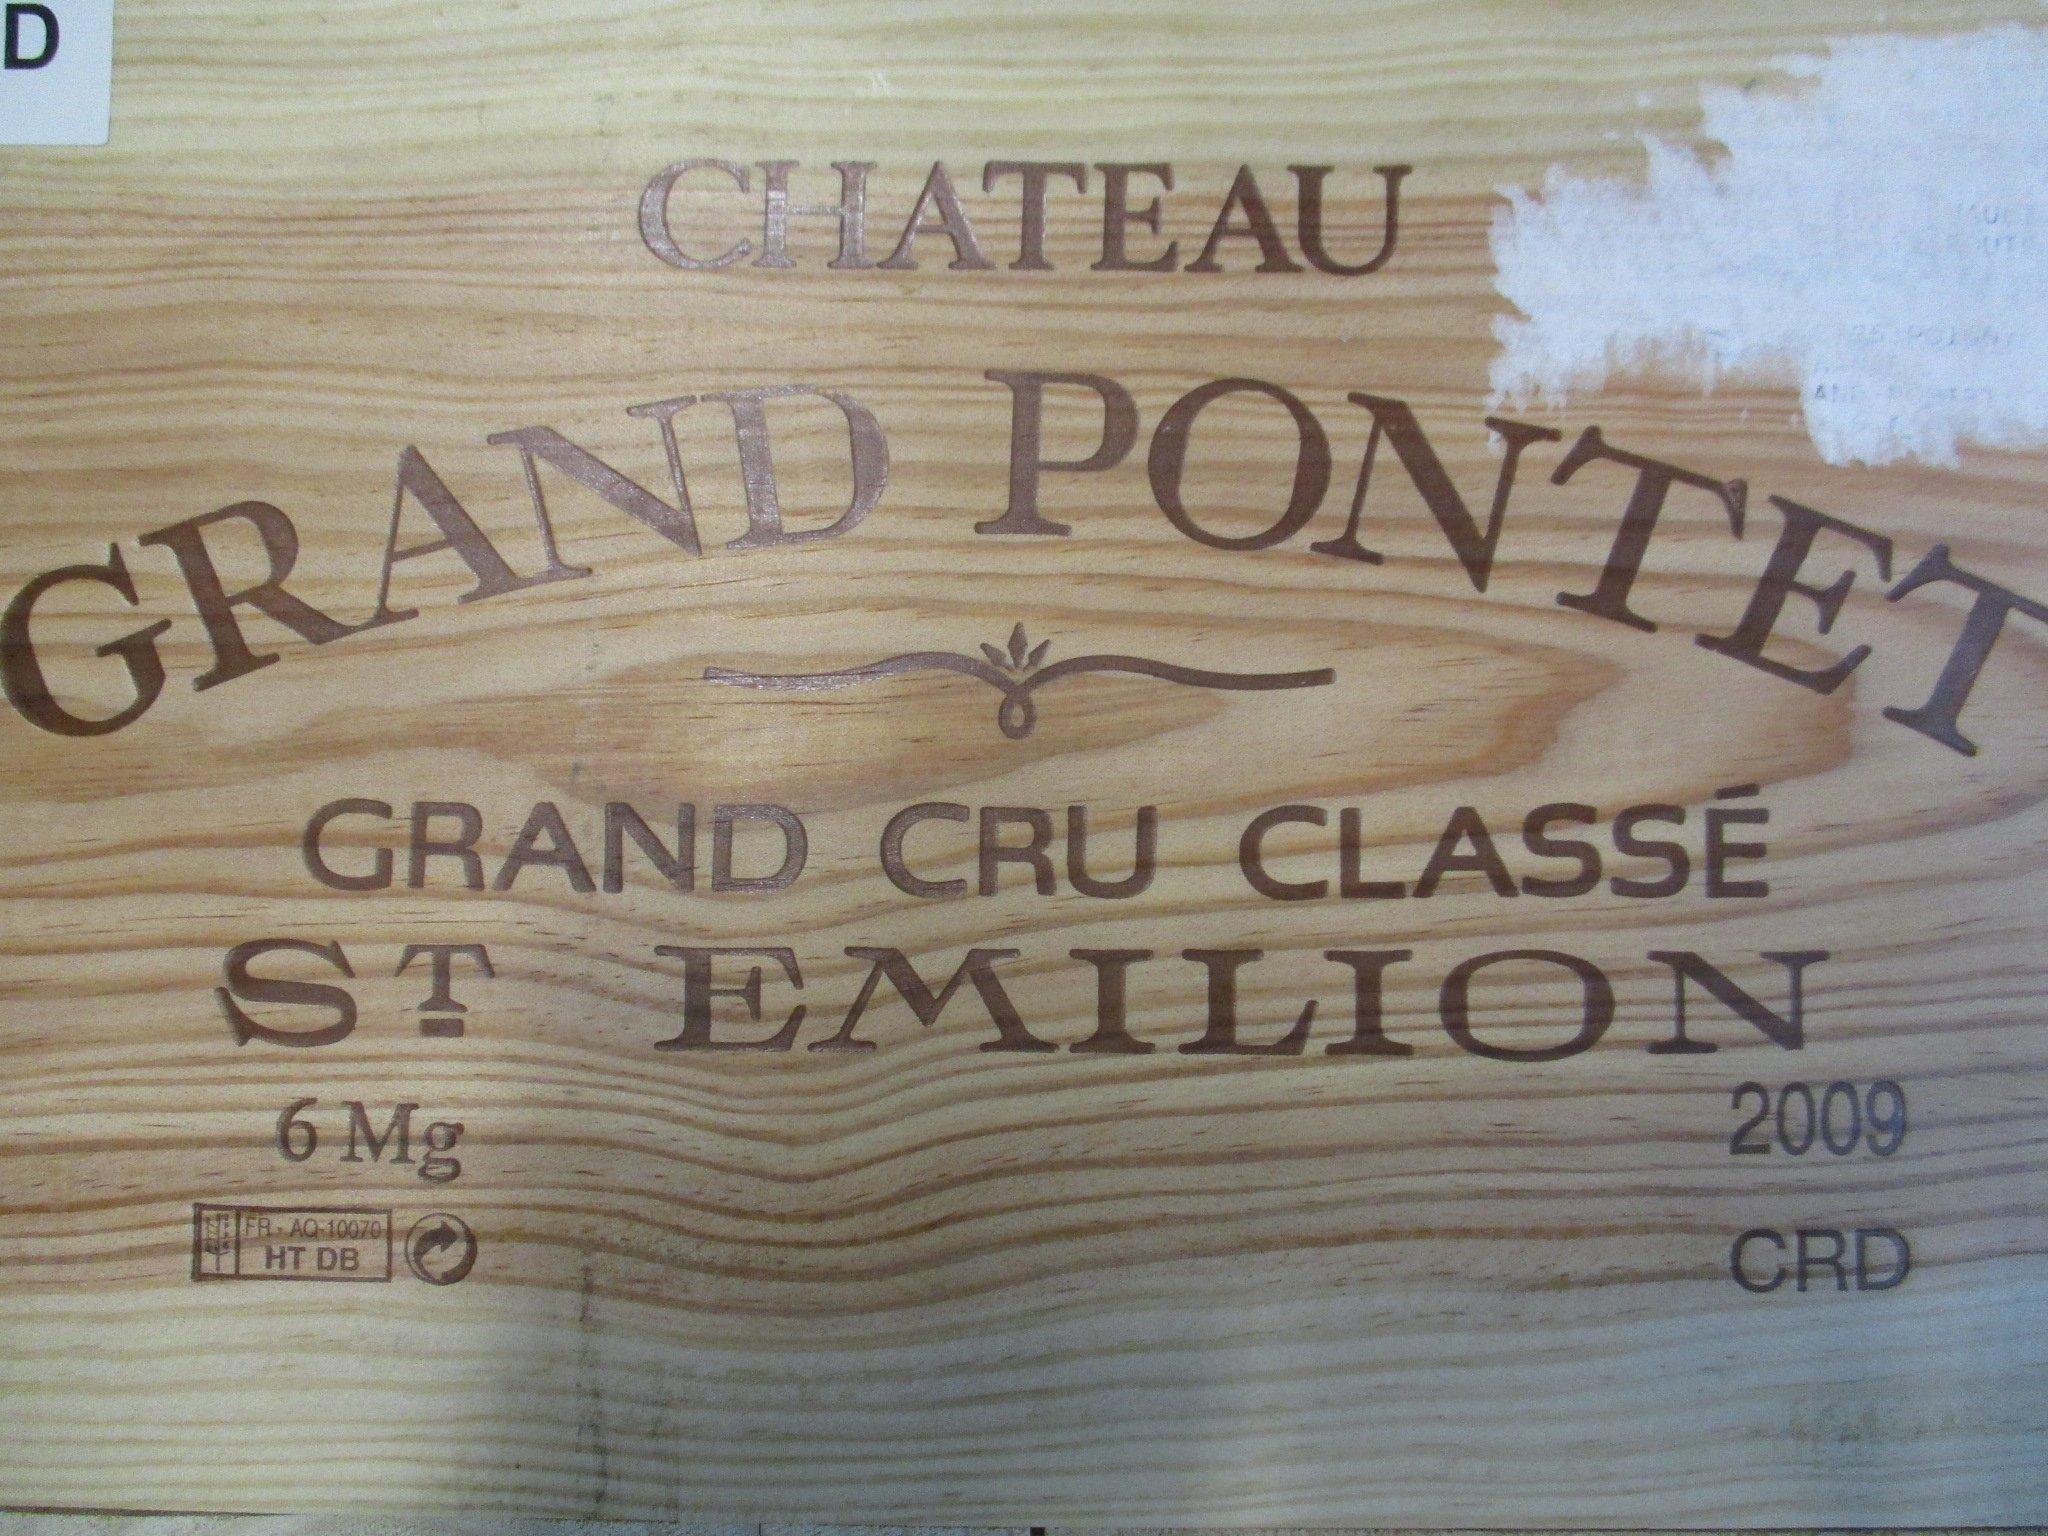 D
CHATEAU
GRAND PONTET
GRAND CRU CLASSÉ
ST EMILION
6 Mg
2009
FR - AQ-10070
HT DB
CRD